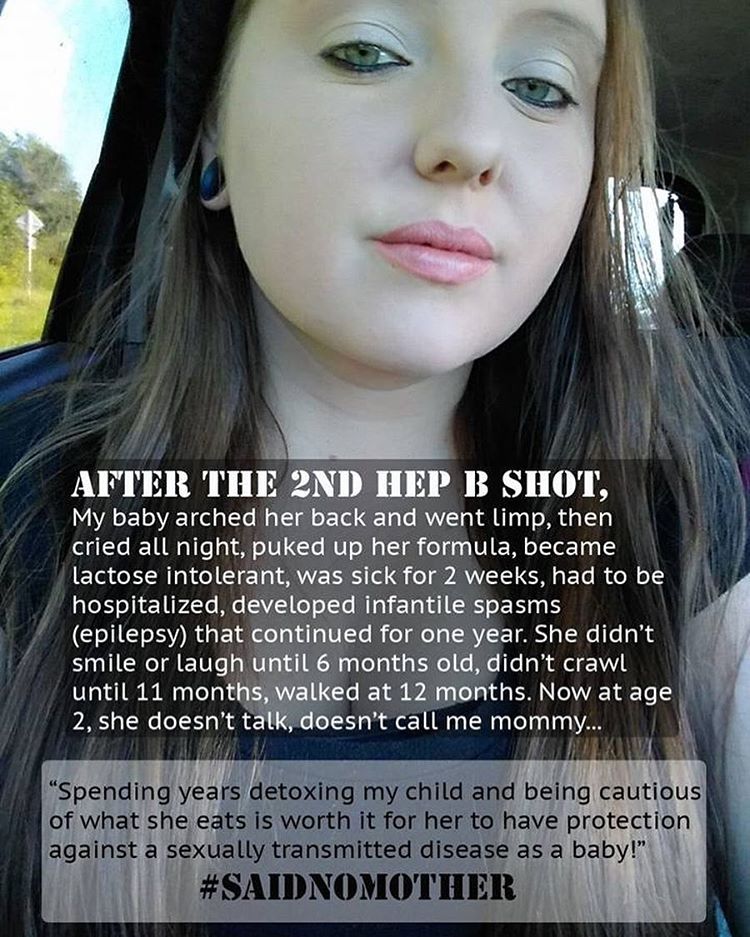 AFTER THE 2ND HEP B SHOT,
My baby arched her back and went limp, then
cried all night, puked up her formula, became
lactose intolerant, was sick for 2 weeks, had to be
hospitalized, developed infantile spasms
(epilepsy) that continued for one year. She didn't
smile or laugh until 6 months old, didn't crawl
until 11 months, walked at 12 months. Now at age
2, she doesn't talk, doesn't call me mommy...
“Spending years detoxing my child and being cautious
of what she eats is worth it for her to have protection
against a sexually transmitted disease as a baby!”
#SAIDNOMOTHER